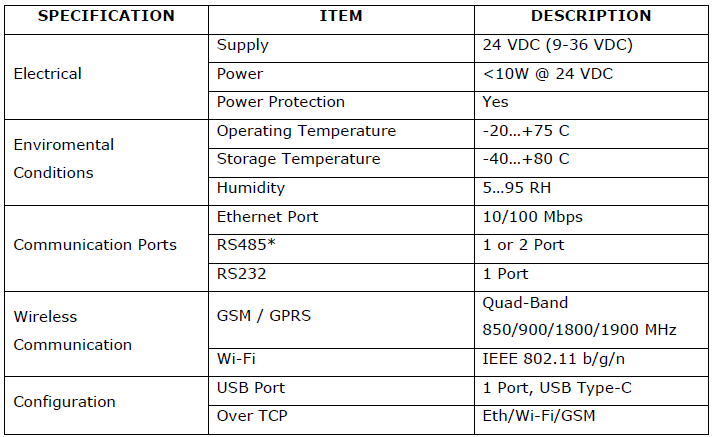 SPECIFICATION ITEM DESCRIPTION
Electrical
Supply 24 VDC (9-36 VDC)
Power <10W @ 24 VDC
Power Protection Yes
Enviromental
Conditions
Operating Temperature -20…+75 C
Storage Temperature -40…+80 C
Humidity 5…95 RH
Communication Ports
Ethernet Port 10/100 Mbps
RS485* 1 or 2 Port
RS232 1 Port
Wireless
Communication
GSM / GPRS
Quad-Band
850/900/1800/1900 MHz
Wi-Fi IEEE 802.11 b/g/n
Configuration
USB Port 1 Port, USB Type-C
Over TCP Eth/Wi-Fi/GSM